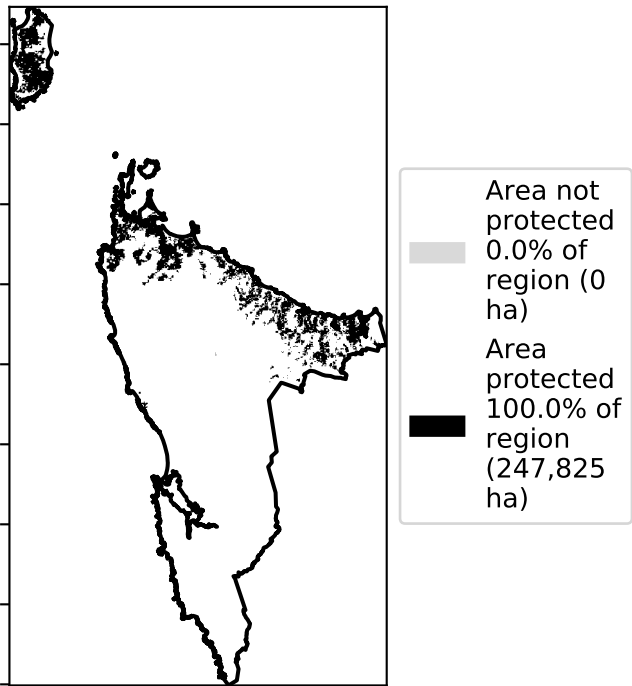 Area not
protected
0.0% of
region (0
ha)
Area
protected
100.0% of
region
(247,825
ha)